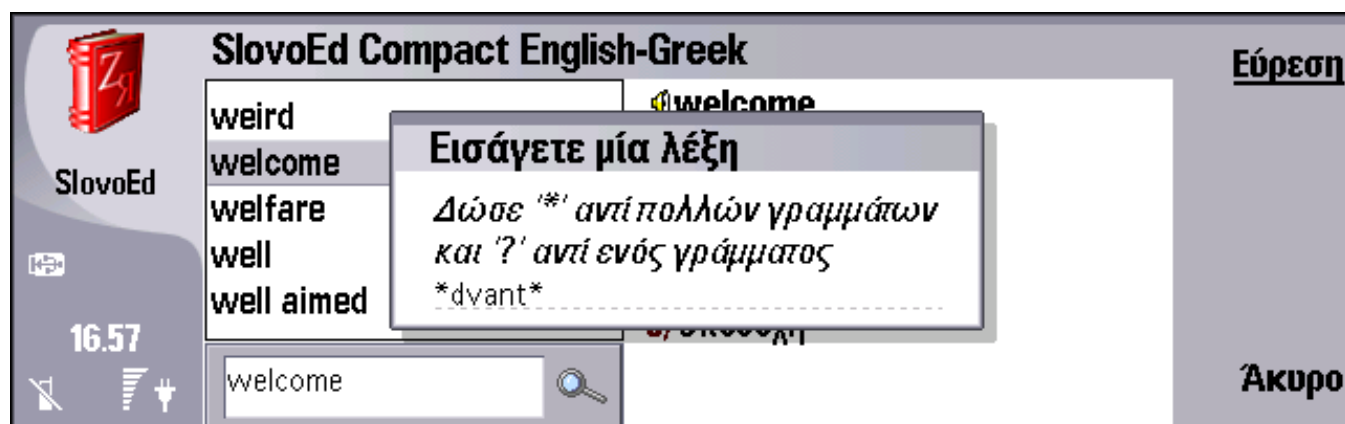 SlovoEd Compact English-Greek
SlovoEd
16.57
weird
welcome
welfare
well
well aimed
welcome
welcome
Εισάγετε μία λέξη
Δώσε '*' αντί πολλών γραμμάτων
και '?' αντί ενός γράμματος
*dvant*
Εύρεση
Άκυρο